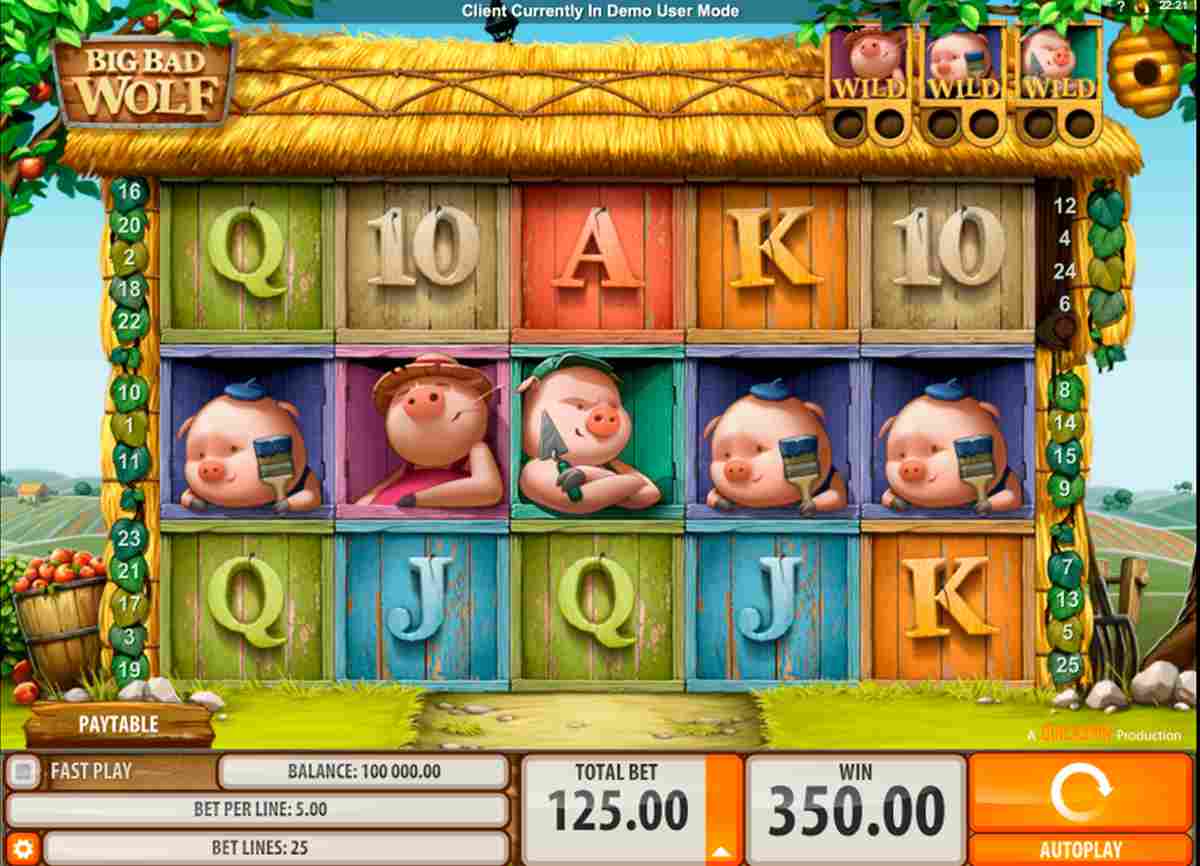 Client Currently In Demo User Mode
? 22:21
BIG BAD
WOLF
WILD WILD WILD
16
20
2
18
22
10
1
11
23
21
17
3
19
Q 10 A K 10
Q J Q J K
12
4
24
6
8
14
15
9
7
13
5
25
PAYTABLE
A QUICKSPIN Production
FAST PLAY
BALANCE: 100 000.00
BET PER LINE: 5.00
BET LINES: 25
TOTAL BET
125.00
WIN
350.00
AUTOPLAY